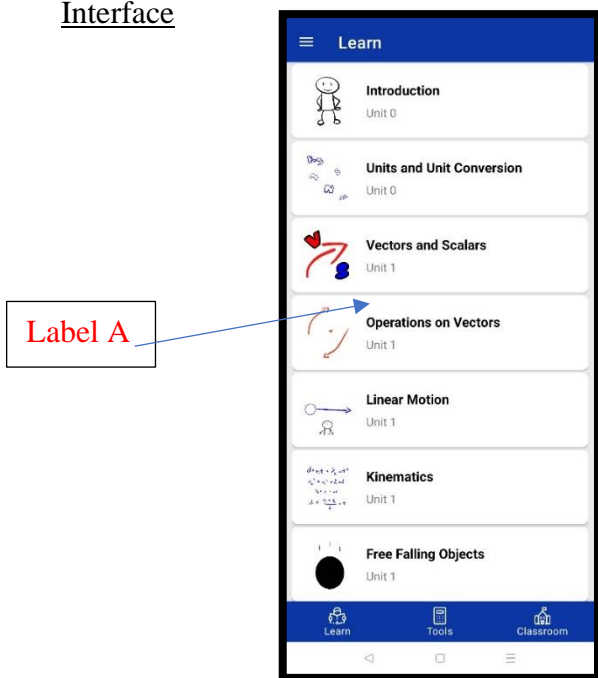 Interface
Learn
Introduction
Unit 0
Units and Unit Conversion
Unit 0
Vectors and Scalars
Unit 1
Label A
Operations on Vectors
Unit 1
Linear Motion
Unit 1
Kinematics
Unit 1
Free Falling Objects
Unit 1
Learn
Tools
Classroom